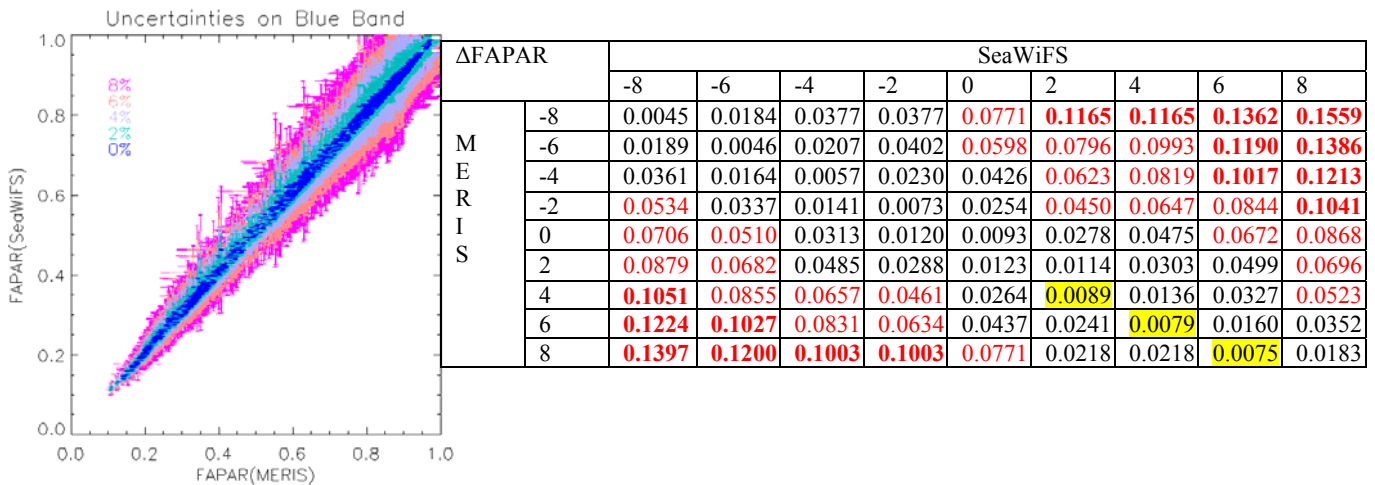 Uncertainties on Blue Band
1.0
0.8
0.6
0.4
0.2
0.0
FAPAR(SeaWiFS)
8%
6%
4%
2%
0%
0.0 0.2 0.4 0.6 0.8 1.0
FAPAR(MERIS)
ΔFAPAR SeaWiFS
-8 -6 -4 -2 0 2 4 6 8
MERIS
-8 0.0045 0.0184 0.0377 0.0377 0.0771 0.1165 0.1165 0.1362 0.1559
-6 0.0189 0.0046 0.0207 0.0402 0.0598 0.0796 0.0993 0.1190 0.1386
-4 0.0361 0.0164 0.0057 0.0230 0.0426 0.0623 0.0819 0.1017 0.1213
-2 0.0534 0.0337 0.0141 0.0073 0.0254 0.0450 0.0647 0.0844 0.1041
0 0.0706 0.0510 0.0313 0.0120 0.0093 0.0278 0.0475 0.0672 0.0868
2 0.0879 0.0682 0.0485 0.0288 0.0123 0.0114 0.0303 0.0499 0.0696
4 0.1051 0.0855 0.0657 0.0461 0.0264 0.0089 0.0136 0.0327 0.0523
6 0.1224 0.1027 0.0831 0.0634 0.0437 0.0241 0.0079 0.0160 0.0352
8 0.1397 0.1200 0.1003 0.1003 0.0771 0.0218 0.0218 0.0075 0.0183